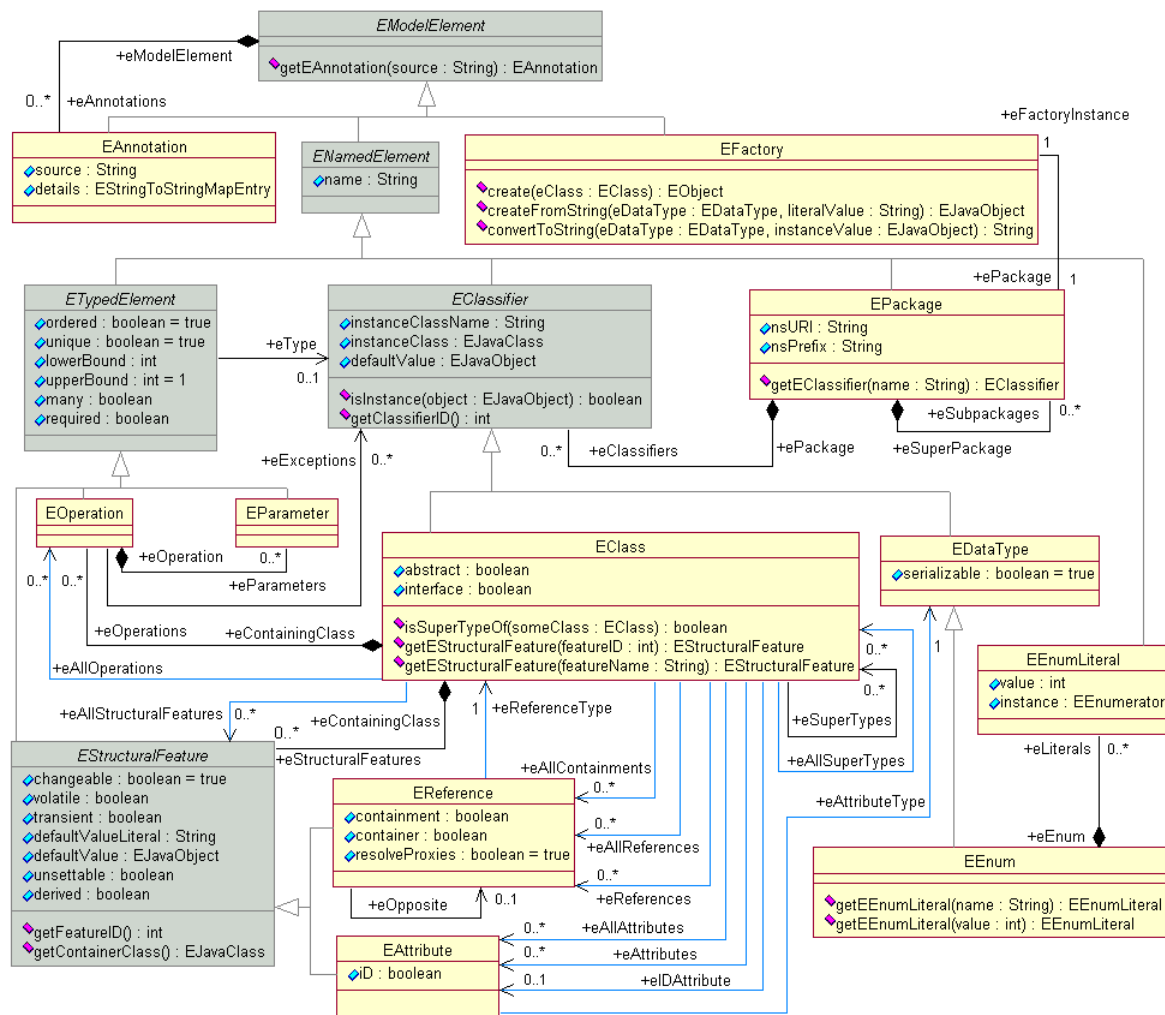 EModelElement
getEAnnotation(source : String) : EAnnotation
+eModelElement
0..*
+eAnnotations
EAnnotation
source : String
details : EStringToStringMapEntry
ENamedElement
name : String
+eFactoryInstance
1
EFactory
create(eClass : EClass) : EObject
createFromString(eDataType : EDataType, literalValue : String) : EJavaObject
convertToString(eDataType : EDataType, instanceValue : EJavaObject) : String
+ePackage
1
ETypedElement
ordered : boolean = true
unique : boolean = true
lowerBound : int
upperBound : int = 1
many : boolean
required : boolean
+eType
0..1
EClassifier
instanceClassName : String
instanceClass : EJavaClass
defaultValue : EJavaObject
isInstance(object : EJavaObject) : boolean
getClassifierID() : int
EPackage
nsURI : String
nsPrefix : String
getEClassifier(name : String) : EClassifier
+eSubpackages
0..*
+eSuperPackage
+eExceptions
0..*
0..*
+eClassifiers
+ePackage
EOperation
EParameter
+eOperation
0..*
+eParameters
0..*
0..*
+eOperations
+eContainingClass
+eAllOperations
EClass
abstract : boolean
interface : boolean
isSuperTypeOf(someClass : EClass) : boolean
getEStructuralFeature(featureID : int) : EStructuralFeature
getEStructuralFeature(featureName : String) : EStructuralFeature
EDataType
serializable : boolean = true
0..*
1
0..*
+eSuperTypes
+eAllSuperTypes
EEnumLiteral
value : int
instance : EEnumerator
+eLiterals
0..*
+eAttributeType
+eEnum
EEnum
getEEnumLiteral(name : String) : EEnumLiteral
getEEnumLiteral(value : int) : EEnumLiteral
+eAllStructuralFeatures
0..*
+eContainingClass
0..*
+eStructuralFeatures
1
+eReferenceType
EStructuralFeature
changeable : boolean = true
volatile : boolean
transient : boolean
defaultValueLiteral : String
defaultValue : EJavaObject
unsettable : boolean
derived : boolean
getFeatureID() : int
getContainerClass() : EJavaClass
+eAllContainments
0..*
EReference
containment : boolean
container : boolean
resolveProxies : boolean = true
0..*
+eAllReferences
0..*
+eReferences
+eOpposite
0..1
EAttribute
iD : boolean
0..*
+eAllAttributes
0..*
+eAttributes
0..1
+eIDAttribute